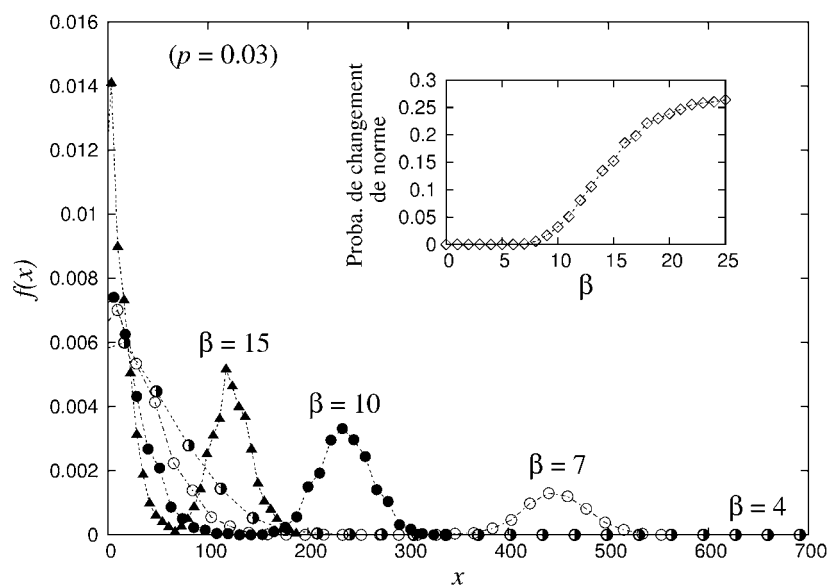 0.016
0.014
0.012
0.01
0.008
0.006
0.004
0.002
0
f(x)
(p = 0.03)
0.3
0.25
0.2
0.15
0.1
0.05
0
Proba. de changement
de norme
0 5 10 15 20 25
β
β = 15
β = 10
β = 7
β = 4
0 100 200 300 400 500 600 700
x